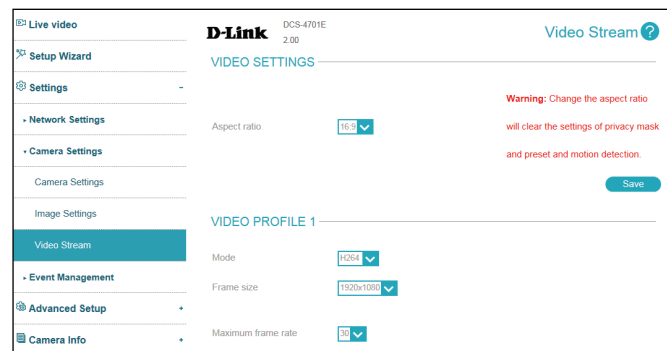 Live video
Setup Wizard
Settings -
Network Settings
Camera Settings
Camera Settings
Image Settings
Video Stream
Event Management
Advanced Setup +
Camera Info +
D-Link DCS-4701E
2.00
Video Stream ?
VIDEO SETTINGS
Aspect ratio 16:9
Warning: Change the aspect ratio
will clear the settings of privacy mask
and preset and motion detection.
Save
VIDEO PROFILE 1
Mode H264
Frame size 1920x1080
Maximum frame rate 30